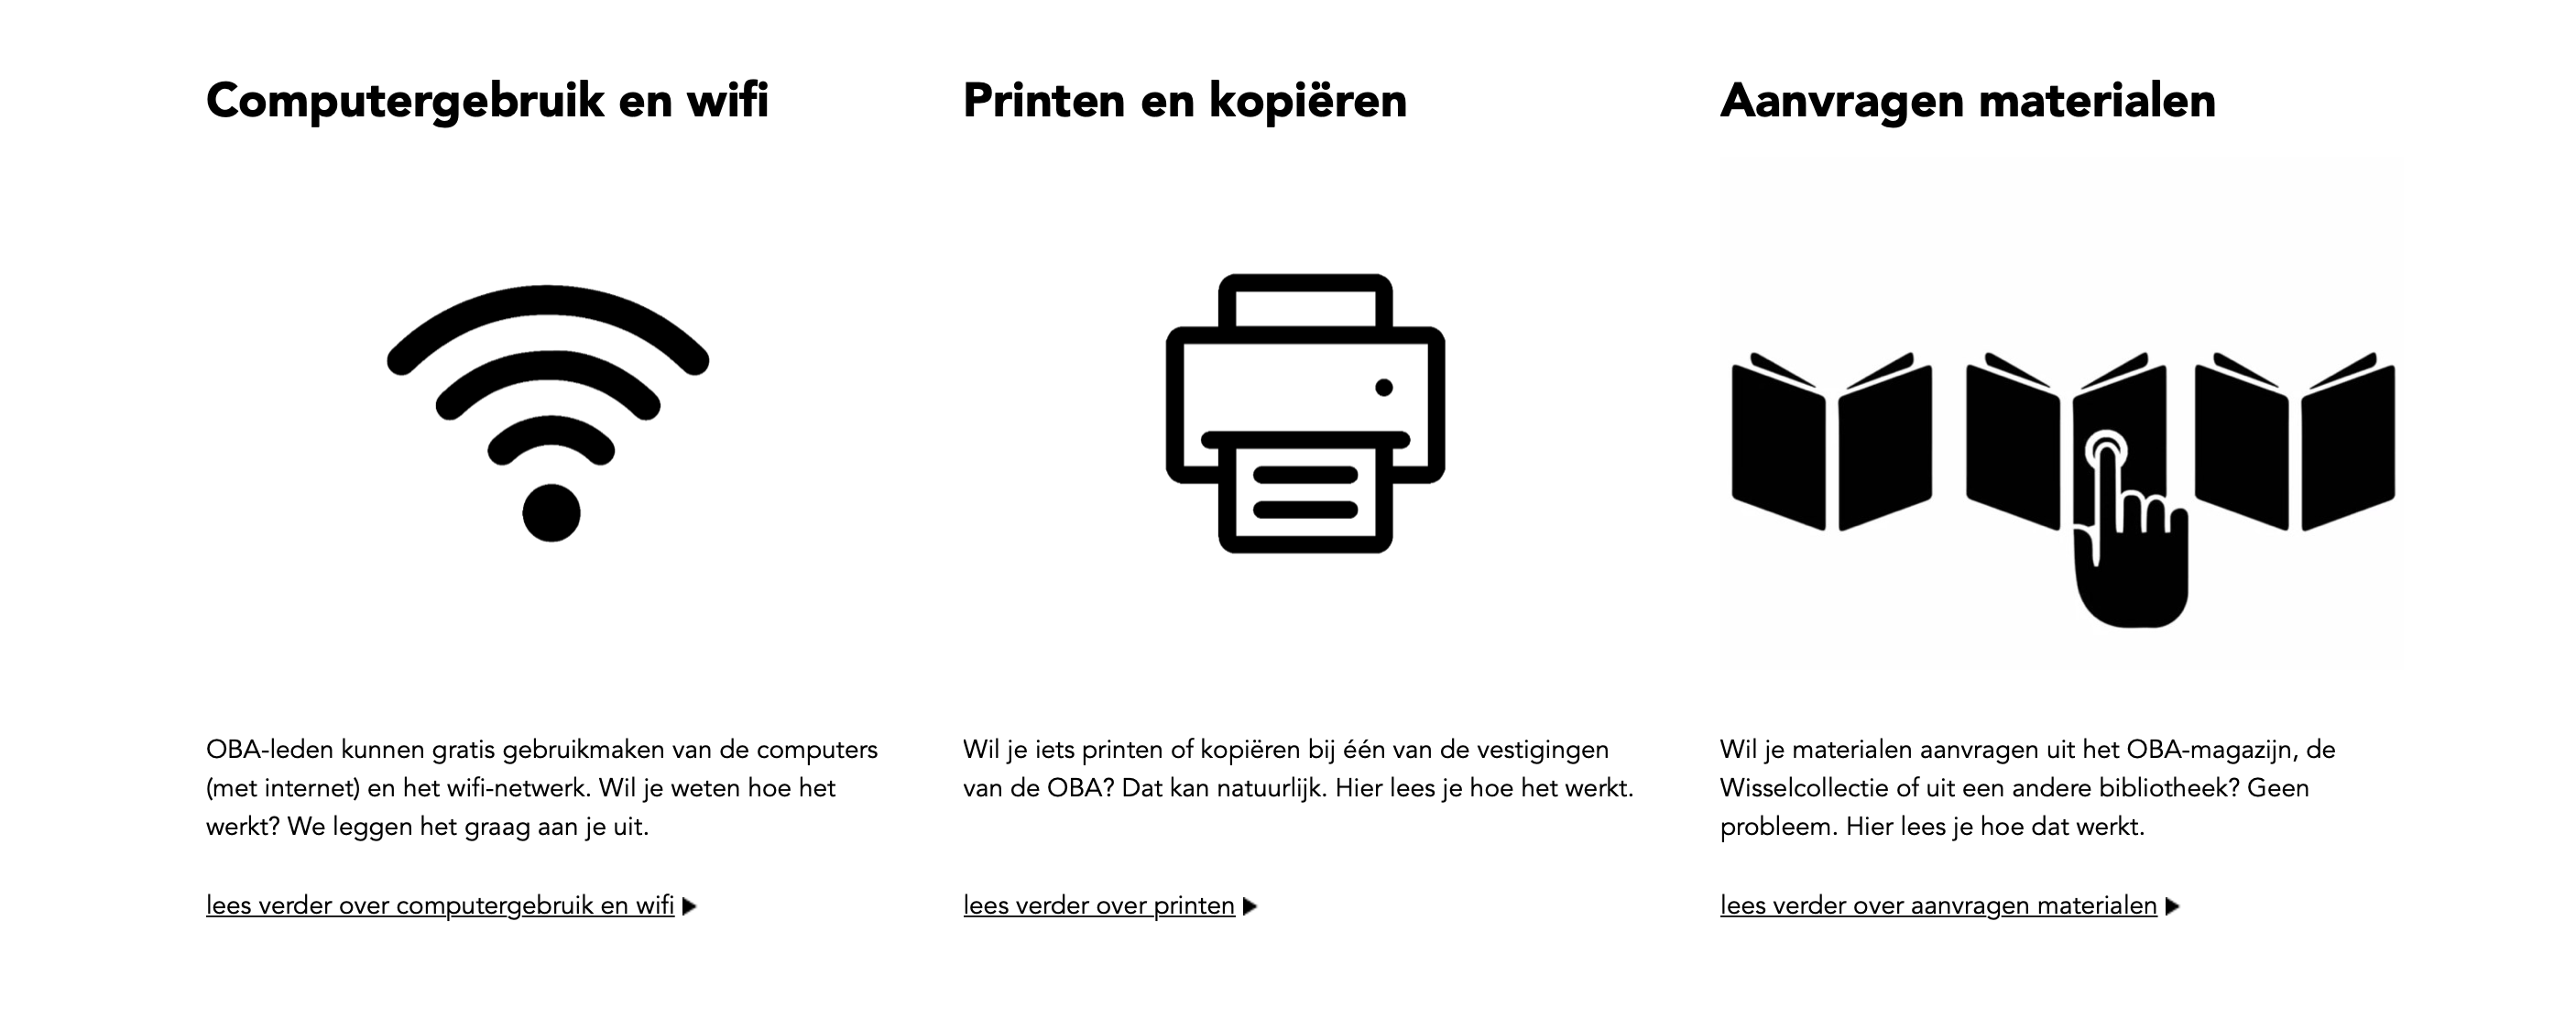 Computergebruik en wifi
OBA-leden kunnen gratis gebruikmaken van de computers
(met internet) en het wifi-netwerk. Wil je weten hoe het
werkt? We leggen het graag aan je uit.
lees verder over computergebruik en wifi
Printen en kopiëren
Wil je iets printen of kopiëren bij één van de vestigingen
van de OBA? Dat kan natuurlijk. Hier lees je hoe het werkt.
lees verder over printen
Aanvragen materialen
Wil je materialen aanvragen uit het OBA-magazijn, de
Wisselcollectie of uit een andere bibliotheek? Geen
probleem. Hier lees je hoe dat werkt.
lees verder over aanvragen materialen